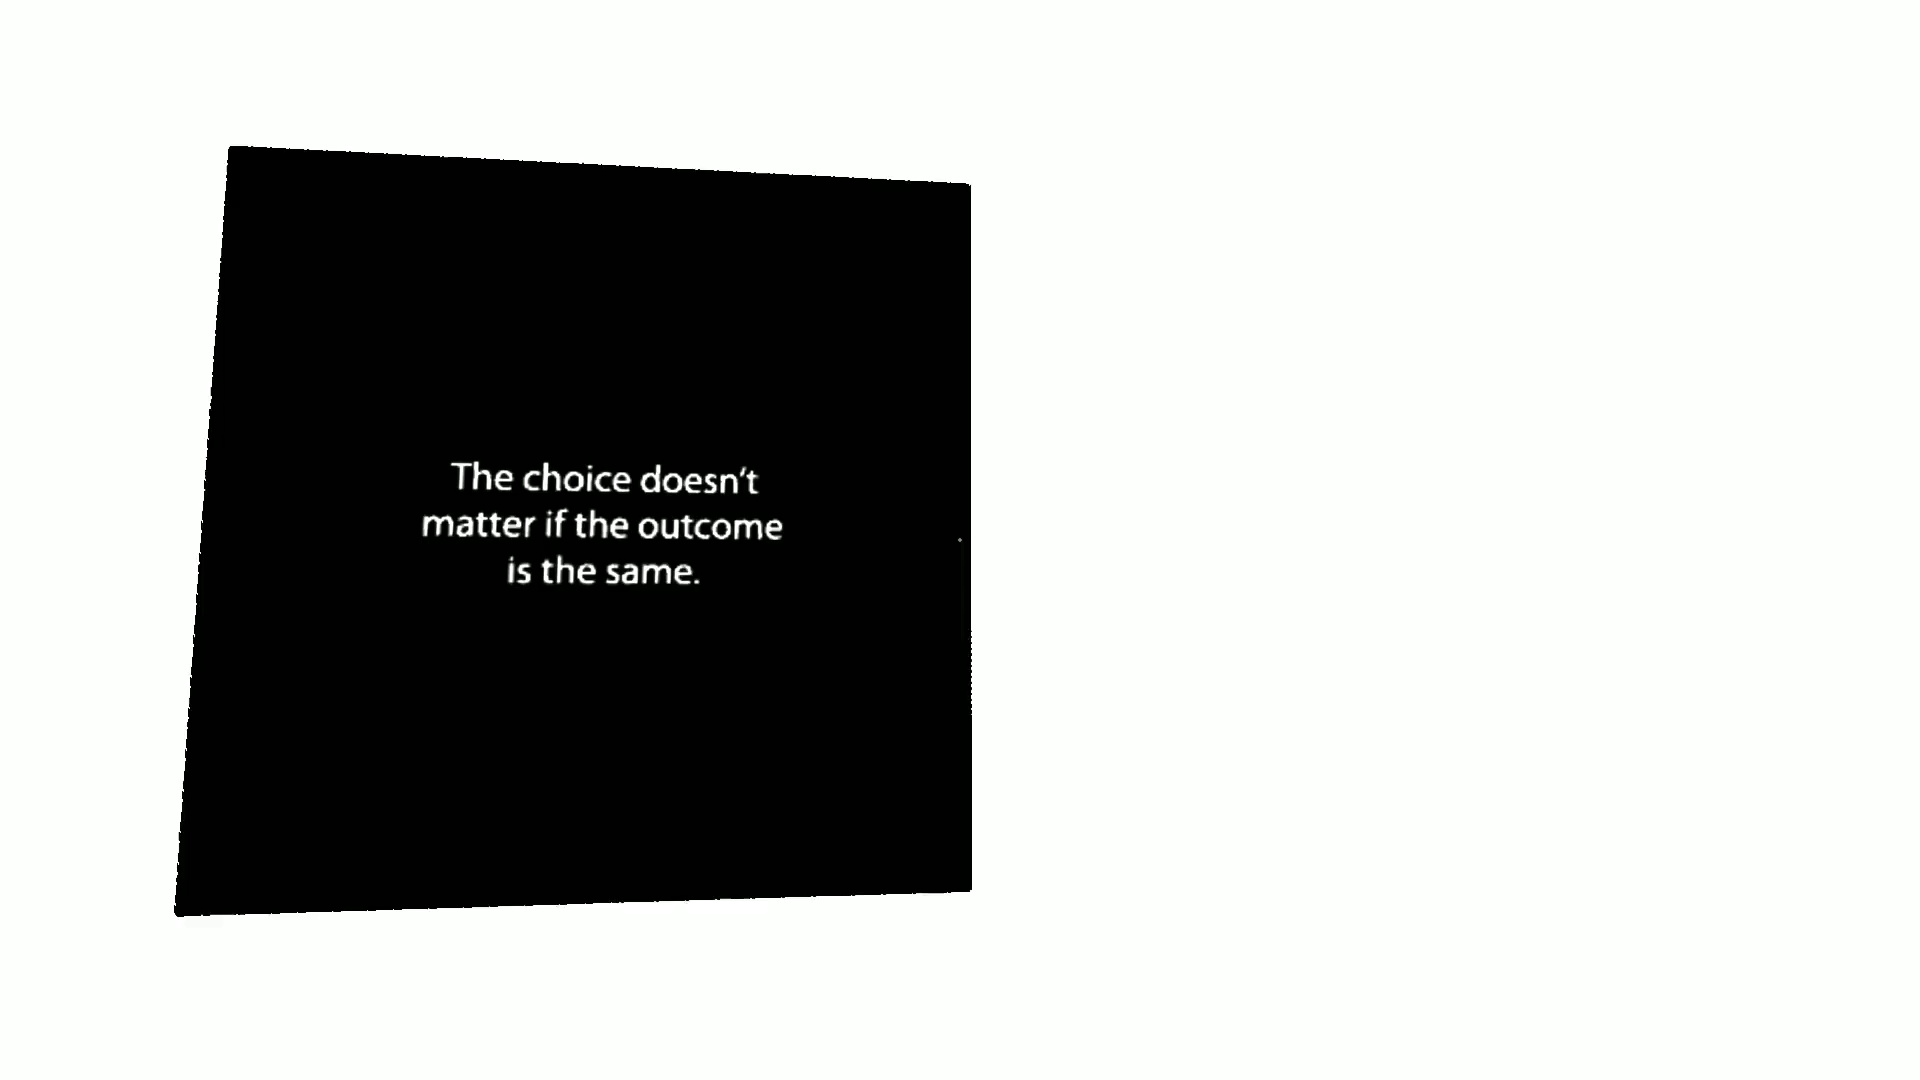 The choice doesn’t
matter if the outcome
is the same.